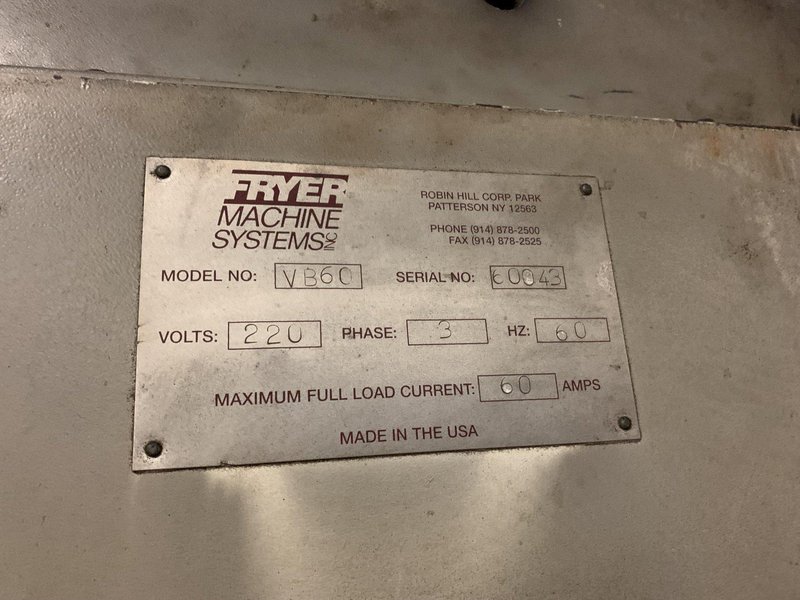 FRYER
MACHINE
SYSTEMS INC
ROBIN HILL CORP. PARK
PATTERSON NY 12563
PHONE (914) 878-2500
FAX (914) 878-2525
MODEL NO: VB60 SERIAL NO: 60043
VOLTS: 220 PHASE: 3 HZ: 60
MAXIMUM FULL LOAD CURRENT: 60 AMPS
MADE IN THE USA